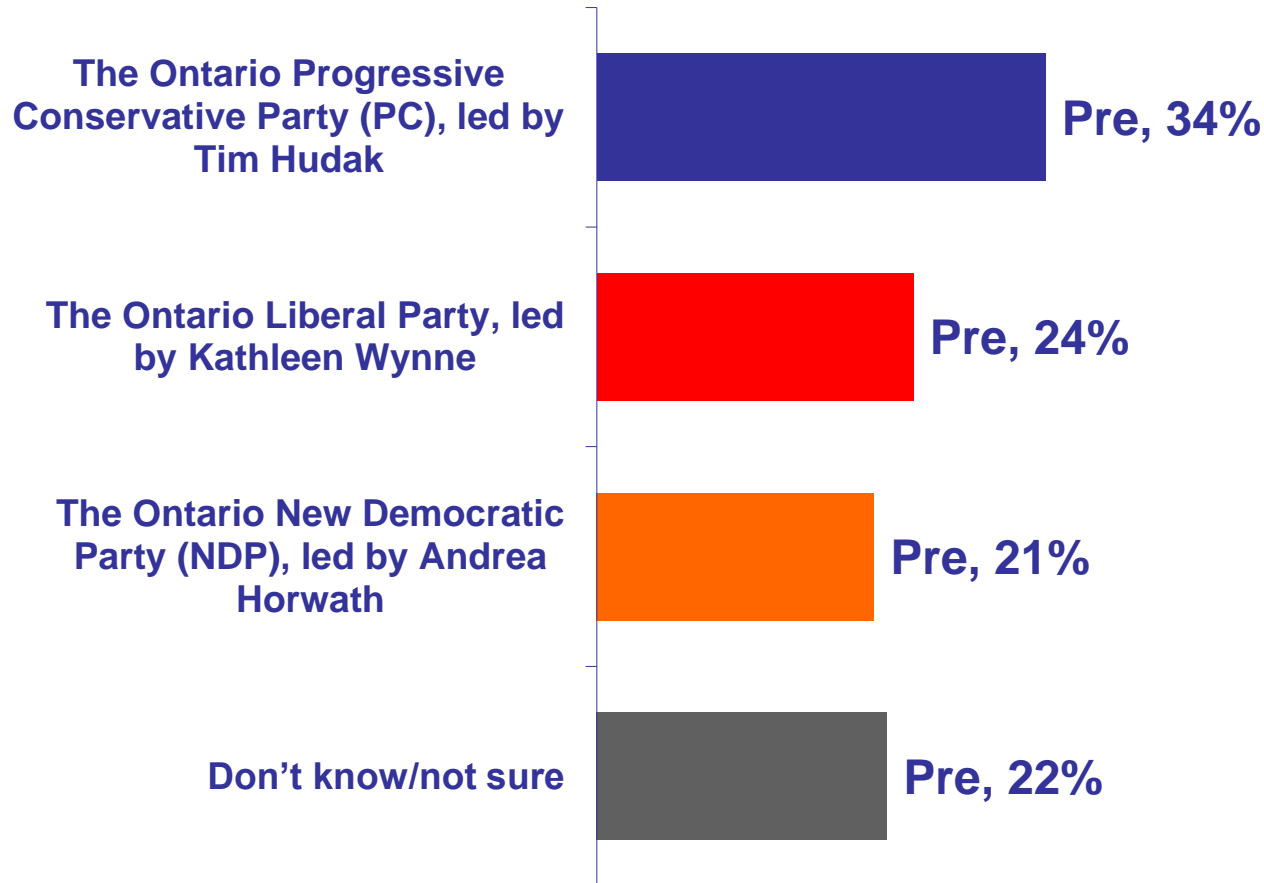 The Ontario Progressive
Conservative Party (PC), led by
Tim Hudak
Pre, 34%
The Ontario Liberal Party, led
by Kathleen Wynne
Pre, 24%
The Ontario New Democratic
Party (NDP), led by Andrea
Horwath
Pre, 21%
Don’t know/not sure
Pre, 22%